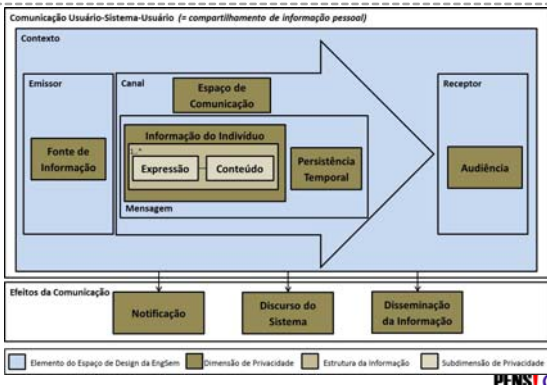 Comunicação Usuário-Sistema-Usuário (= compartilhamento de informação pessoal)
Contexto
Emissor
Fonte de
Informação
Canal
Espaço de
Comunicação
Informação do Indivíduo
1..*
Expressão
Conteúdo
Persistência
Temporal
Mensagem
Receptor
Audiência
Efeitos da Comunicação
Notificação
Discurso do
Sistema
Disseminação
da Informação
Elemento do Espaço de Design da EngSem
Dimensão de Privacidade
Estrutura da Informação
Subdimensão de Privacidade